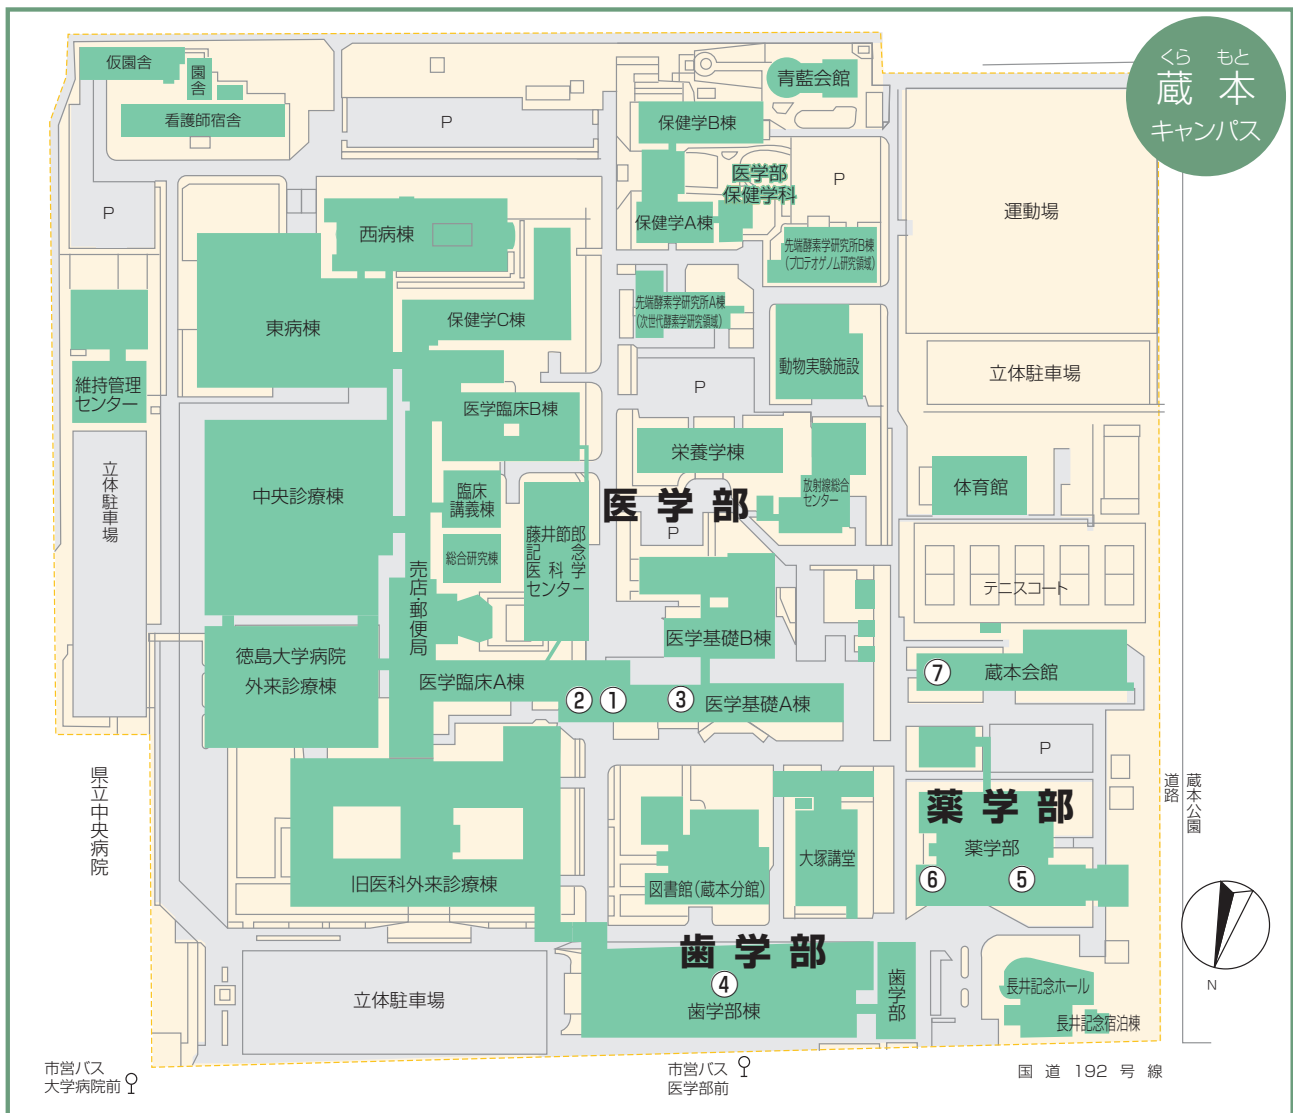 くら もと
蔵本
キャンパス
仮園舎
園舎
看護師宿舎
P
青藍会館
保健学B棟
医学部
保健学科
P
P
保健学A棟
運動場
西病棟
先端酵素学研究所B棟
(プロテオゲノム研究領域)
先端酵素学研究所A棟
(次世代酵素学研究領域)
保健学C棟
東病棟
動物実験施設
立体駐車場
維持管理
センター
P
医学臨床B棟
栄養学棟
立体駐車場
中央診療棟
臨床
講義棟
放射線総合
センター
体育館
医学部
P
藤井節郎
記念
医科学
センター
総合研究棟
売店・郵便局
テニスコート
医学基礎B棟
徳島大学病院
外来診療棟
医学臨床A棟
②
①
③
医学基礎A棟
⑦
蔵本会館
P
県立中央病院
蔵本公園
道路
薬学部
薬学部
⑥
⑤
大塚講堂
旧医科外来診療棟
図書館(蔵本分館)
歯学部
④
歯学部棟
歯学部
立体駐車場
長井記念ホール
長井記念宿泊棟
N
市営バス
大学病院前
市営バス
医学部前
国道192号線